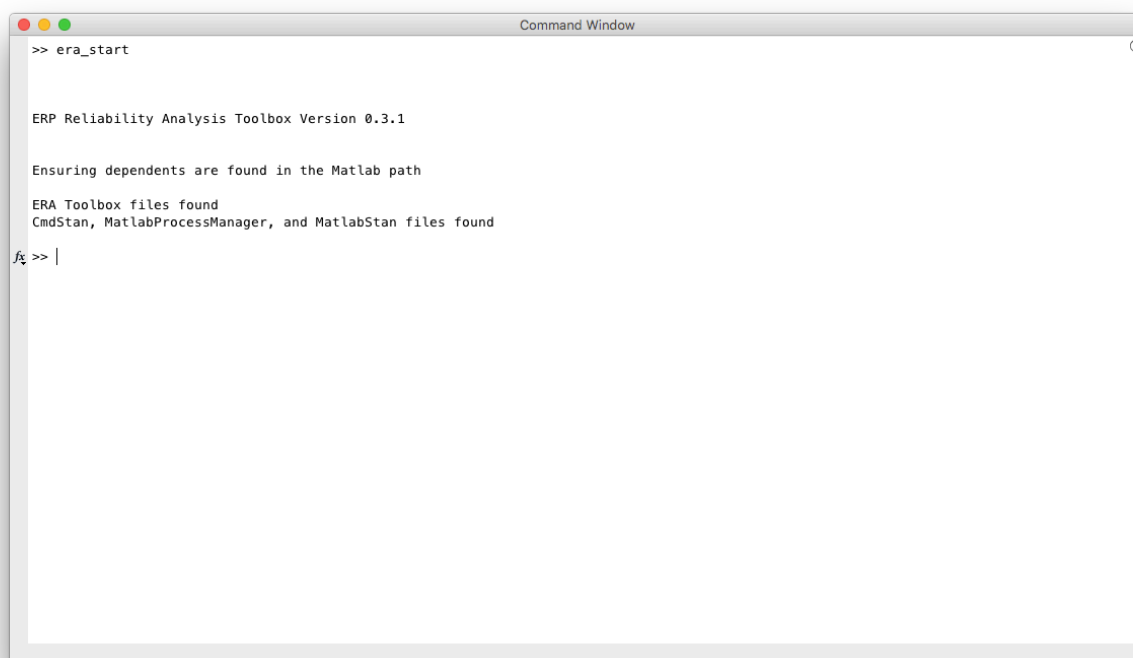 Command Window
>> era_start
ERP Reliability Analysis Toolbox Version 0.3.1
Ensuring dependents are found in the Matlab path
ERA Toolbox files found
CmdStan, MatlabProcessManager, and MatlabStan files found
fx >>